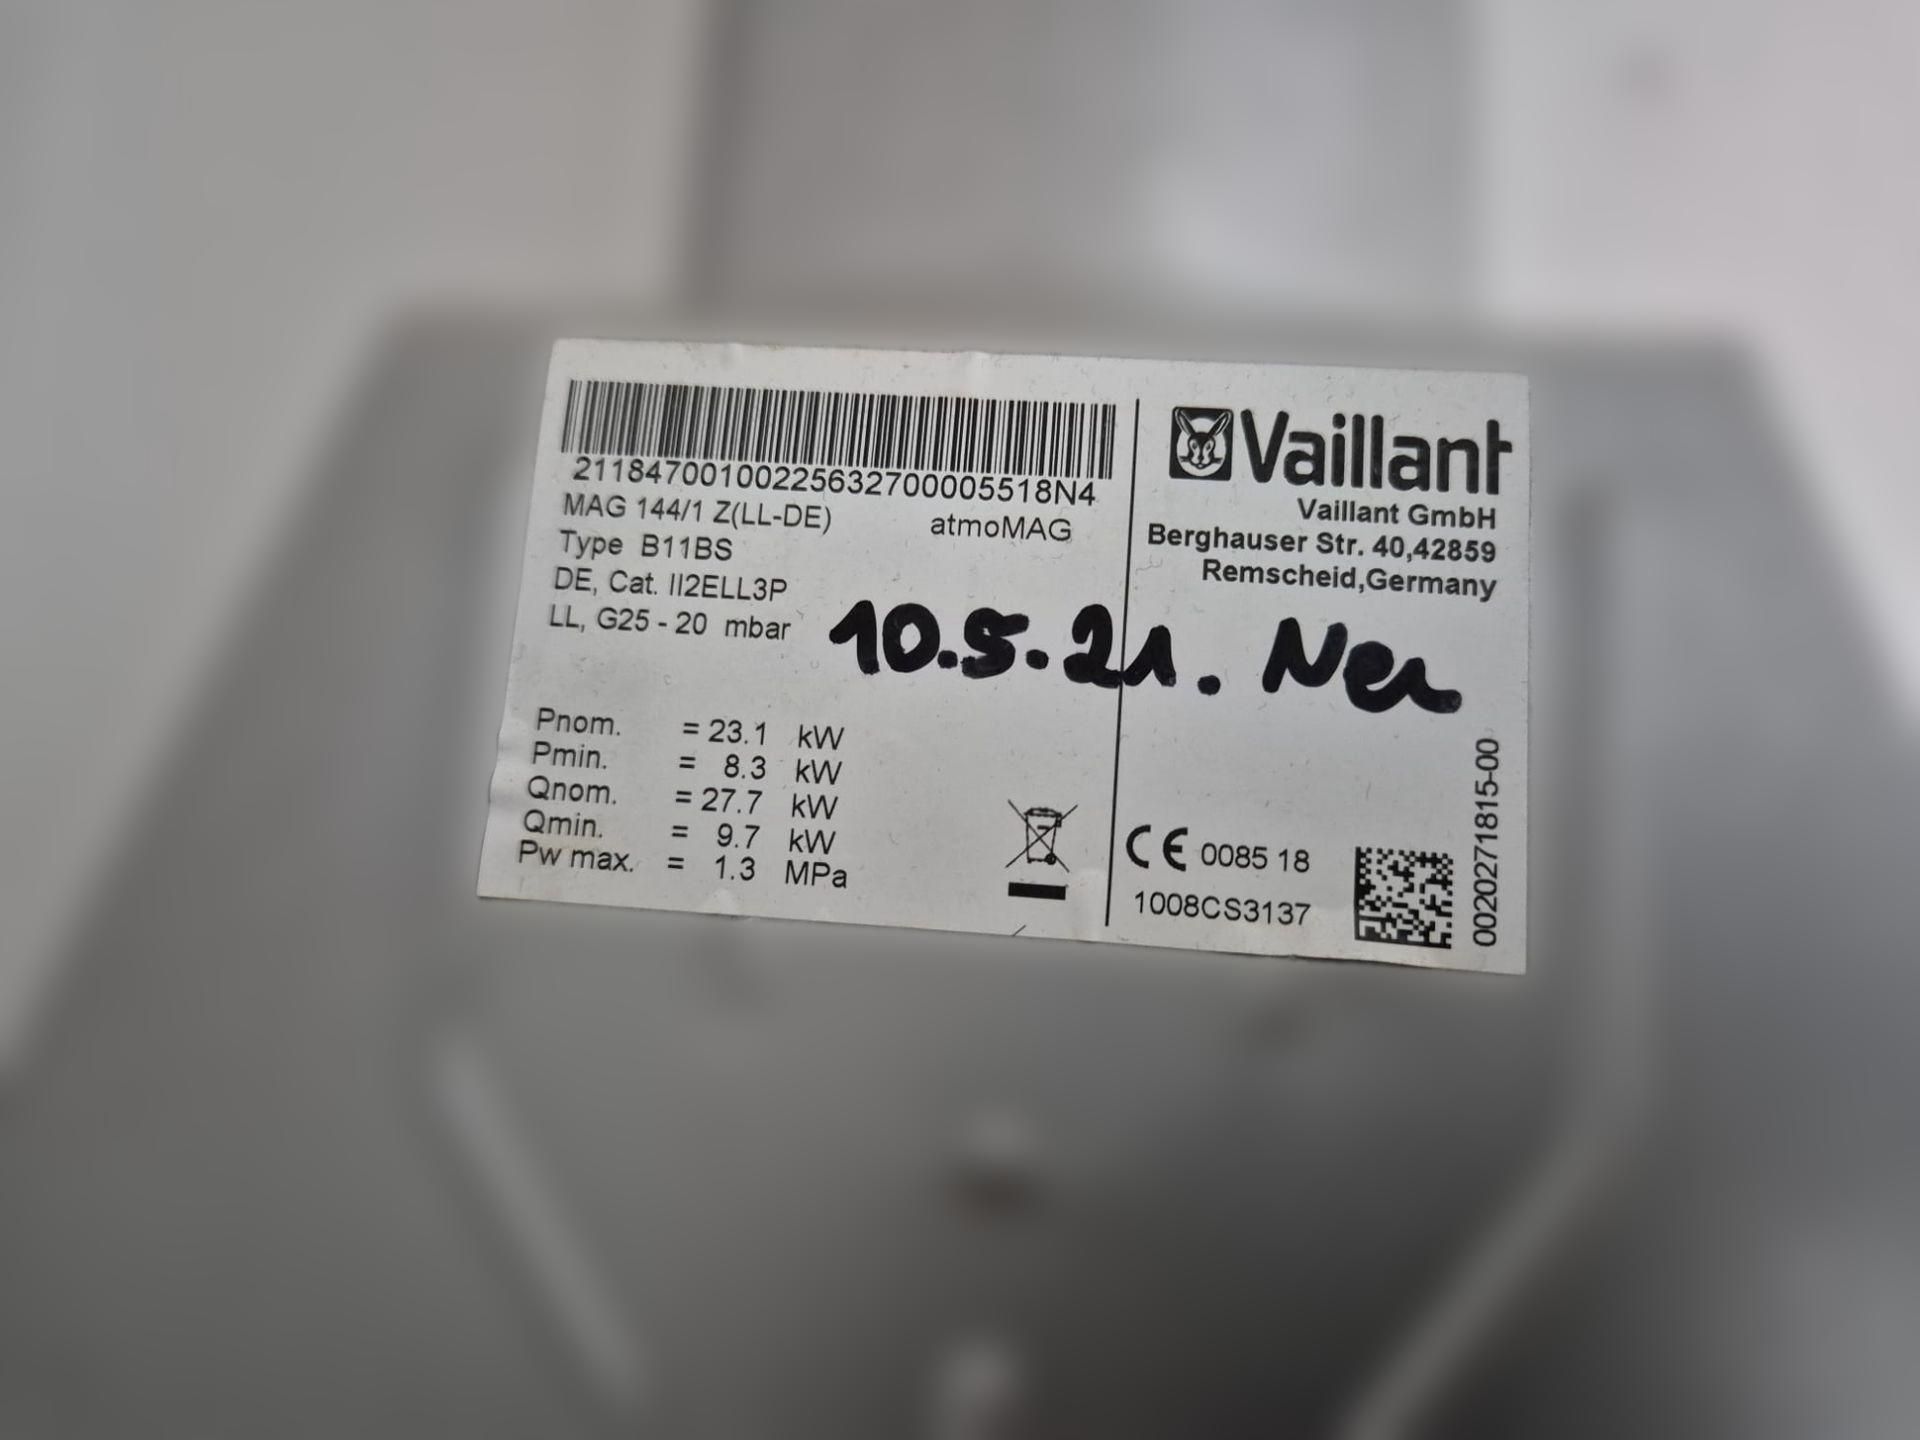 21184700100225632700005518N4
MAG 144/1 Z(LL-DE) atmoMAG
Type B11BS
DE, Cat. II2ELL3P
LL, G25 - 20 mbar
Pnom. = 23.1 kW
Pmin. = 8.3 kW
Qnom. = 27.7 kW
Qmin. = 9.7 kW
Pw max. = 1.3 MPa
Vaillant
Vaillant GmbH
Berghauser Str. 40,42859
Remscheid,Germany
10.5.21. Neu
CE 0085 18
1008CS3137
0020271815-00